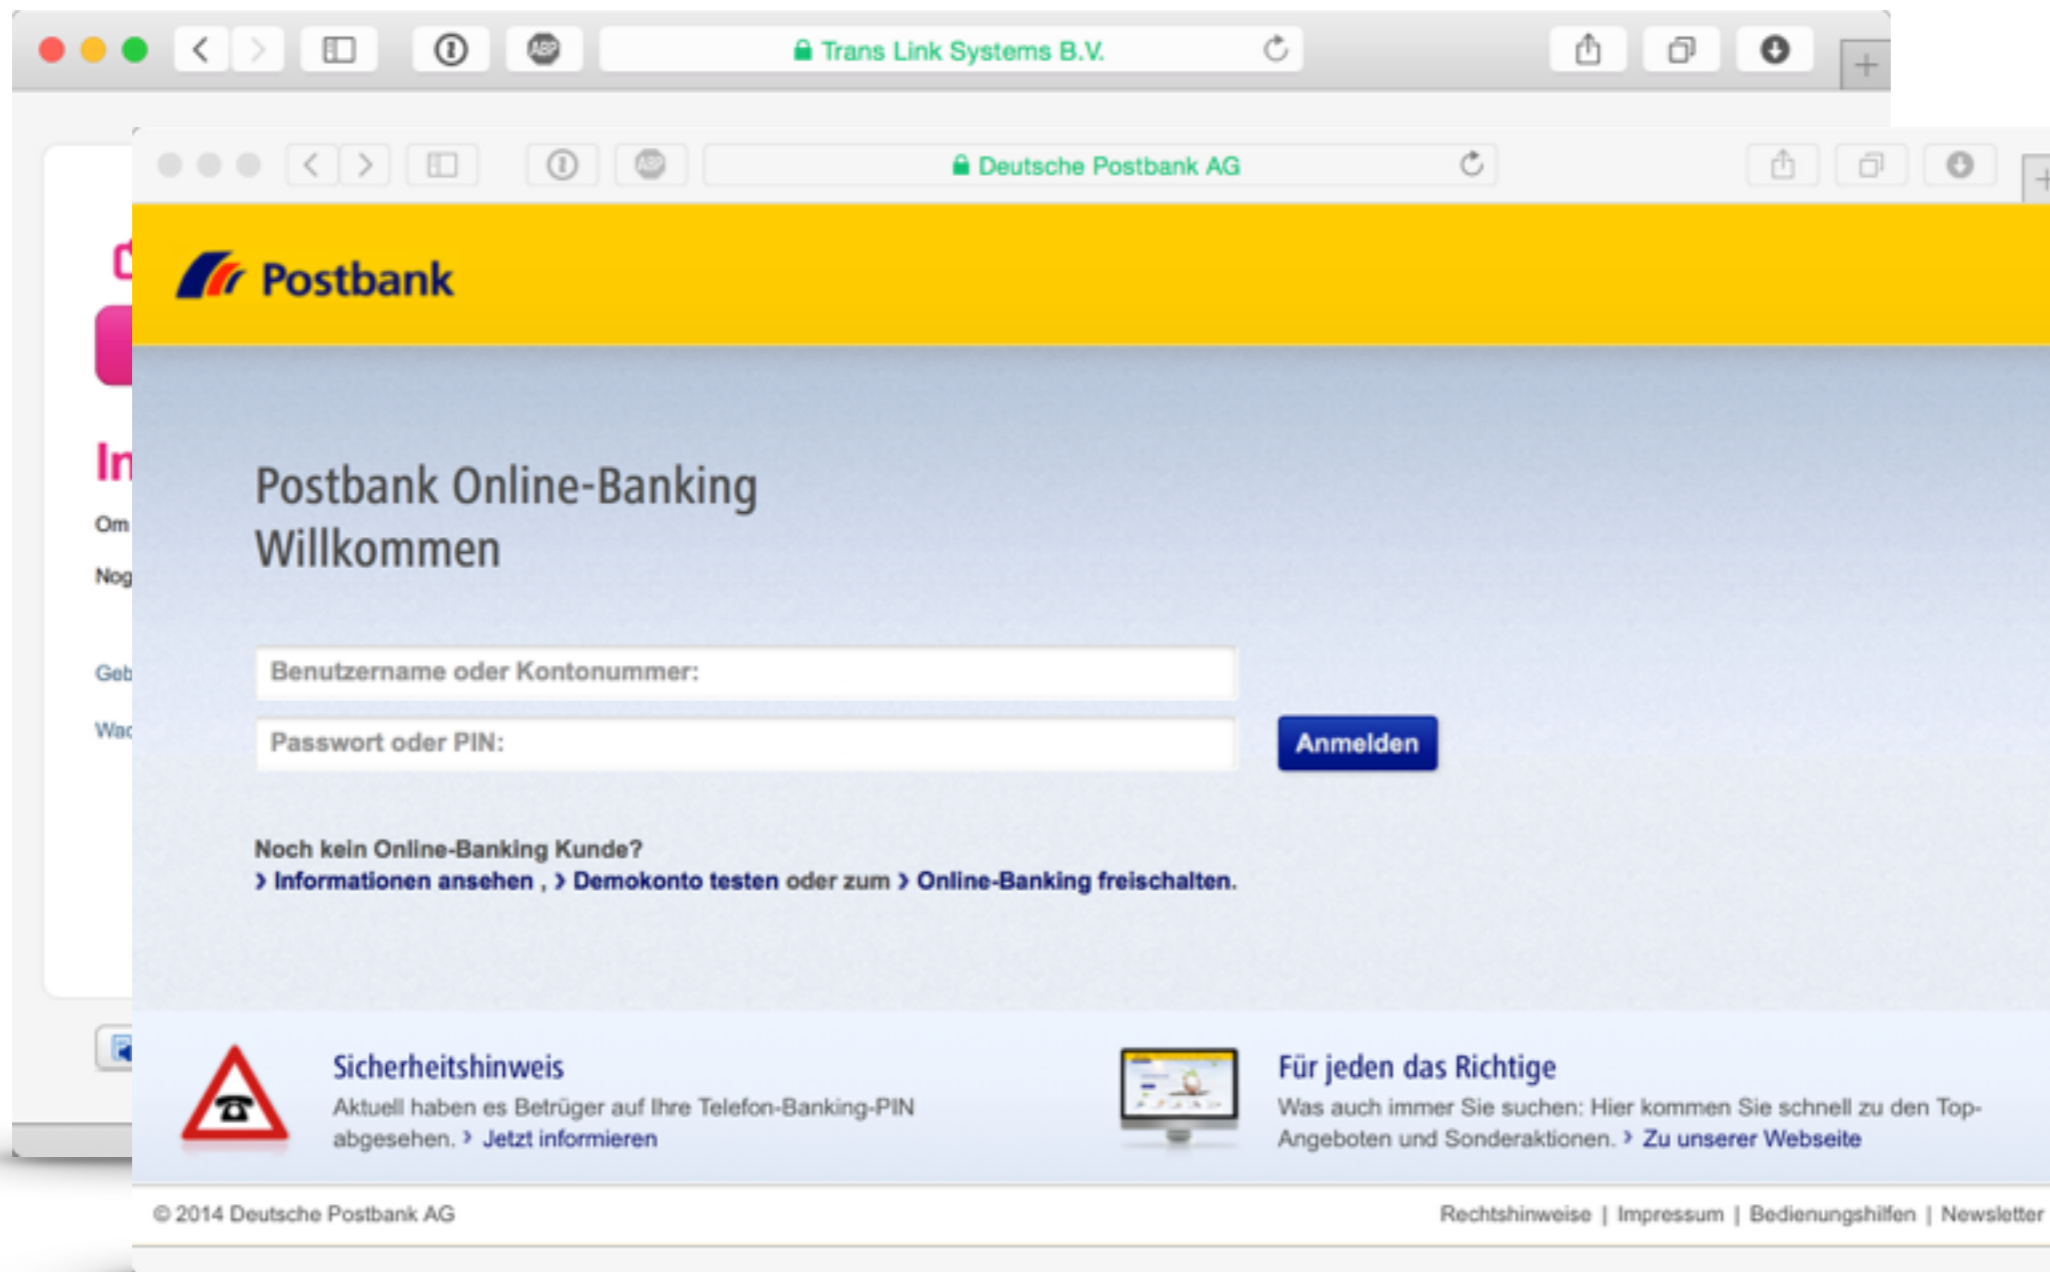 ABP
Trans Link Systems B.V.
ABP
Deutsche Postbank AG
Postbank
In
Om
Nog
Geb
Wac
Postbank Online-Banking
Willkommen
Benutzername oder Kontonummer:
Passwort oder PIN:
Anmelden
Noch kein Online-Banking Kunde?
› Informationen ansehen , › Demokonto testen oder zum › Online-Banking freischalten.
Sicherheitshinweis
Aktuell haben es Betrüger auf Ihre Telefon-Banking-PIN
abgesehen. › Jetzt informieren
Für jeden das Richtige
Was auch immer Sie suchen: Hier kommen Sie schnell zu den Top-
Angeboten und Sonderaktionen. › Zu unserer Webseite
© 2014 Deutsche Postbank AG
Rechtshinweise | Impressum | Bedienungshilfen | Newsletter